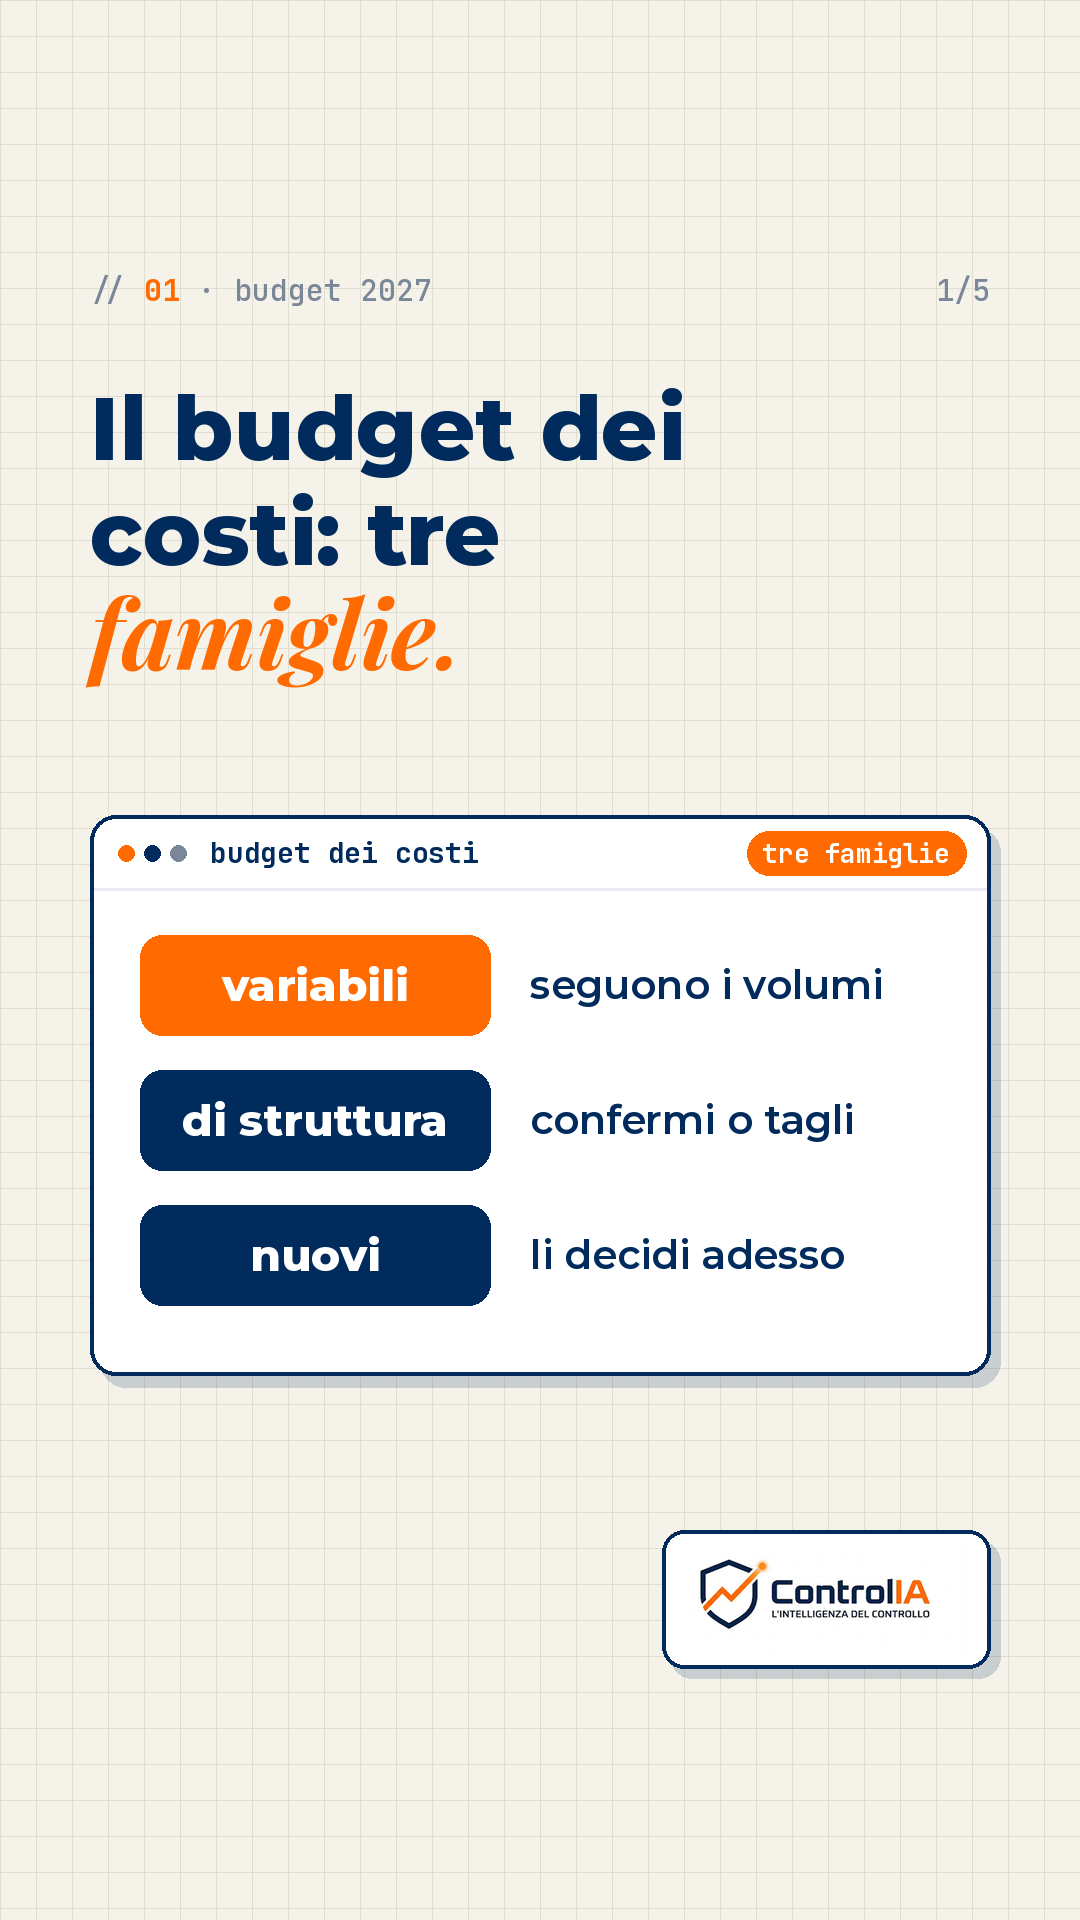 // 01 · budget 2027
1/5
Il budget dei
costi: tre
famiglie.
budget dei costi
tre famiglie
variabili
seguono i volumi
di struttura
confermi o tagli
nuovi
li decidi adesso
ControlIA
L'INTELLIGENZA DEL CONTROLLO